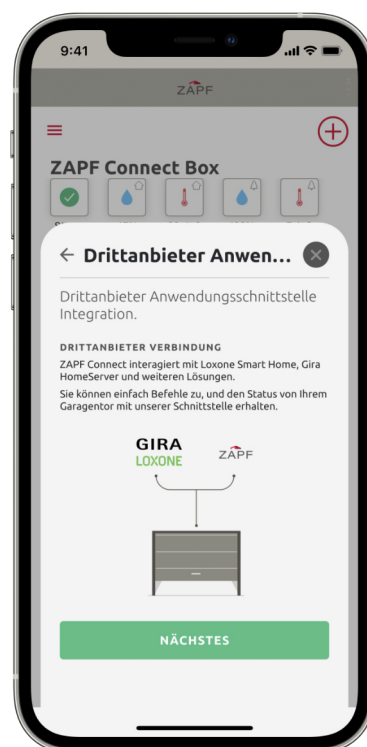 9:41
ZAPF
ZAPF Connect Box
← Drittanbieter Anwen...
Drittanbieter Anwendungsschnittstelle
Integration.
DRITTANBIETER VERBINDUNG
ZAPF Connect interagiert mit Loxone Smart Home, Gira
HomeServer und weiteren Lösungen.
Sie können einfach Befehle zu, und den Status von Ihrem
Garagentor mit unserer Schnittstelle erhalten.
GIRA
LOXONE
ZAPF
NÄCHSTES